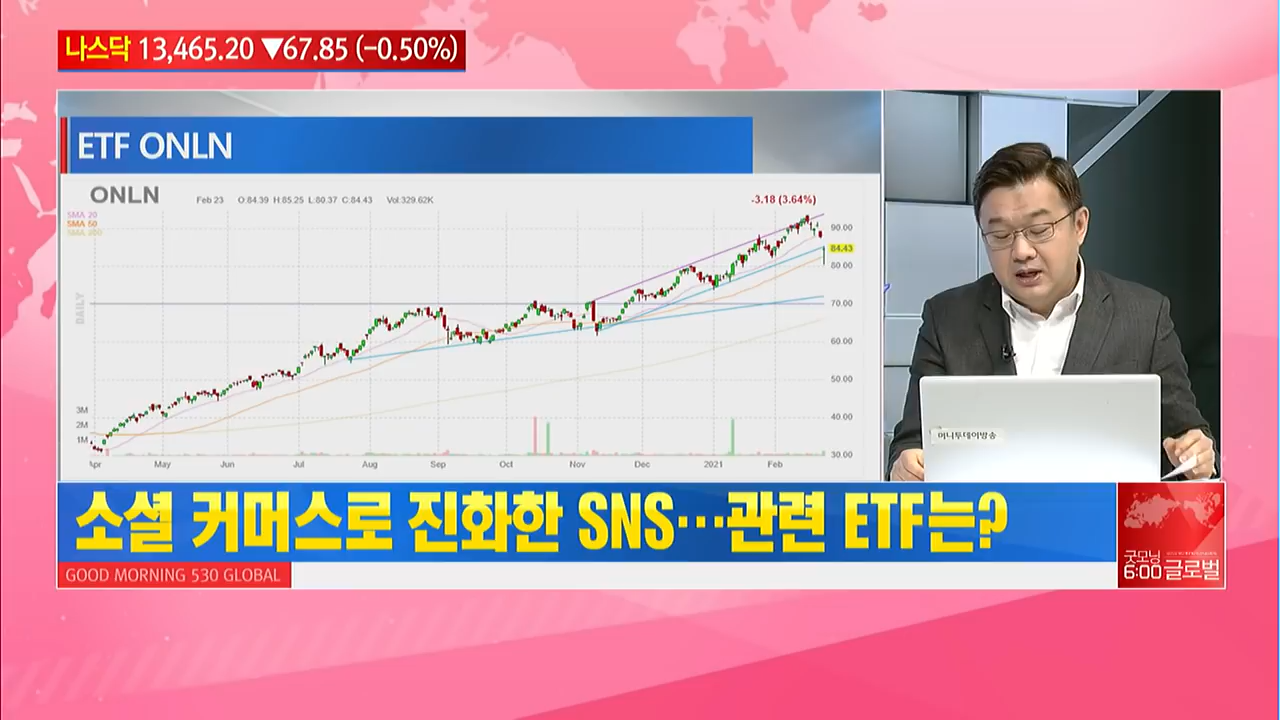 나스닥 13,465.20 ▼67.85 (-0.50%)
ETF ONLN
ONLN
Feb 23 O:84.39 H:85.25 L:80.37 C:84.43 Vol:329.62K
-3.18 (3.64%)
SMA 20
SMA 50
SMA 200
DAILY
90.00
84.43
80.00
70.00
60.00
50.00
40.00
30.00
3M
2M
1M
Apr May Jun Jul Aug Sep Oct Nov Dec 2021 Feb
머니투데이방송
소셜 커머스로 진화한 SNS…관련 ETF는?
GOOD MORNING 530 GLOBAL
굿모닝
6:00 글로벌